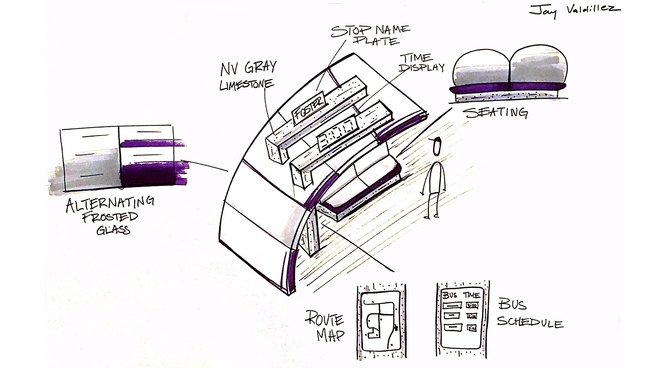 Jay Valdillez
STOP NAME
PLATE
NV GRAY
LIMESTONE
TIME
DISPLAY
FOSTER
SEATING
ALTERNATING
FROSTED
GLASS
ROUTE
MAP
BUS TIME
BUS
SCHEDULE